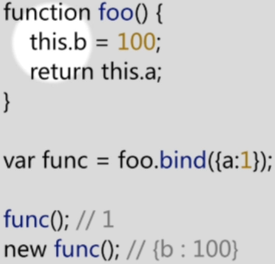 function foo() {
this.b = 100;
return this.a;
}
var func = foo.bind({a:1});
func(); // 1
new func(); // {b : 100}